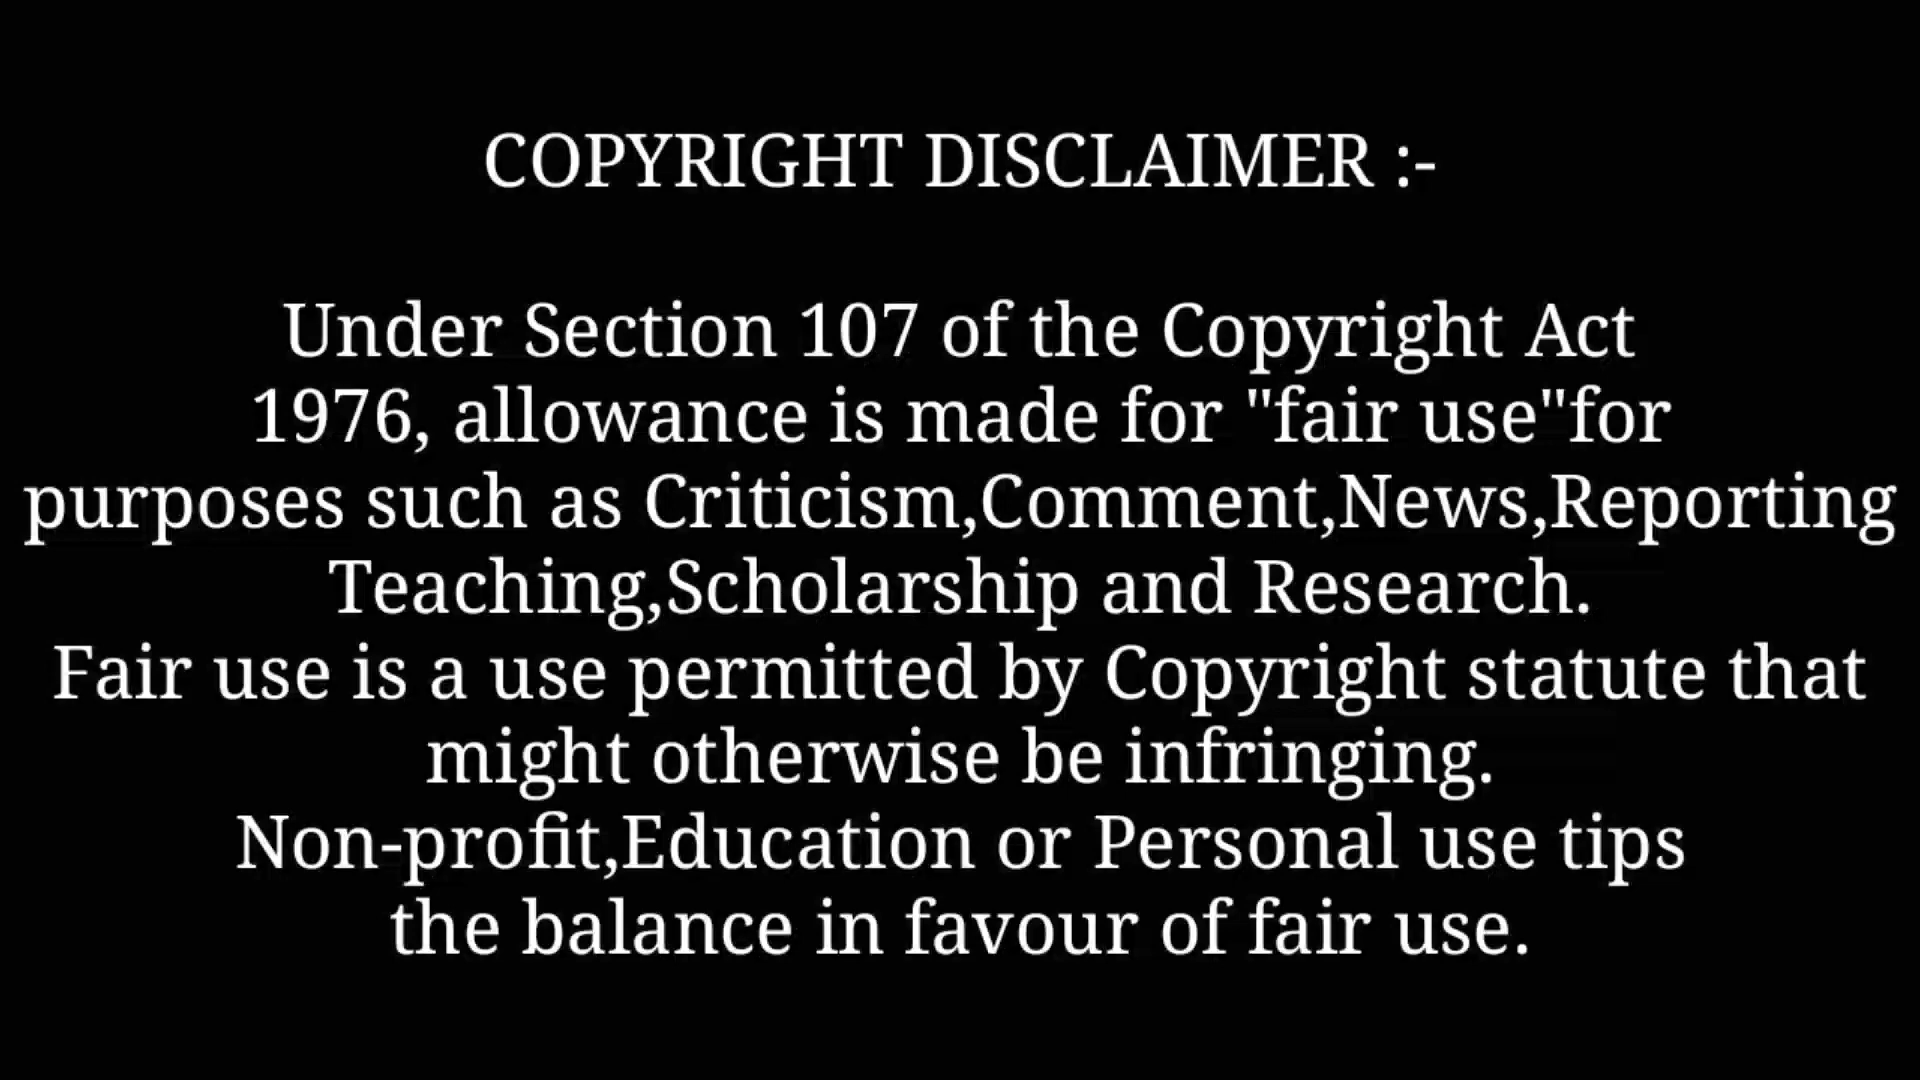 COPYRIGHT DISCLAIMER :-
Under Section 107 of the Copyright Act
1976, allowance is made for "fair use"for
purposes such as Criticism,Comment,News,Reporting
Teaching,Scholarship and Research.
Fair use is a use permitted by Copyright statute that
might otherwise be infringing.
Non-profit,Education or Personal use tips
the balance in favour of fair use.